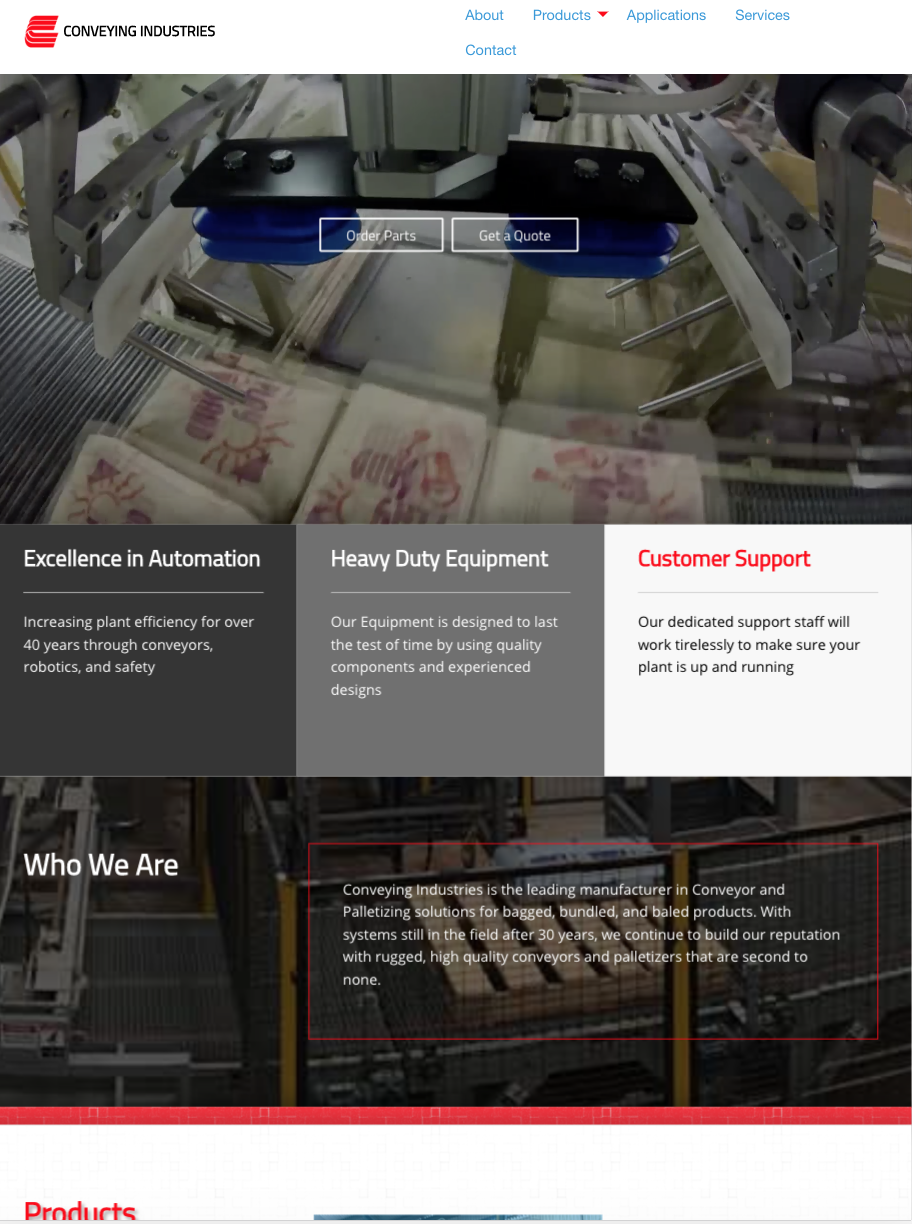 CONVEYING INDUSTRIES
About Products Applications Services
Contact
Order Parts Get a Quote
Excellence in Automation
Increasing plant efficiency for over
40 years through conveyors,
robotics, and safety
Heavy Duty Equipment
Our Equipment is designed to last
the test of time by using quality
components and experienced
designs
Customer Support
Our dedicated support staff will
work tirelessly to make sure your
plant is up and running
Who We Are
Conveying Industries is the leading manufacturer in Conveyor and
Palletizing solutions for bagged, bundled, and baled products. With
systems still in the field after 30 years, we continue to build our reputation
with rugged, high quality conveyors and palletizers that are second to
none.
Products